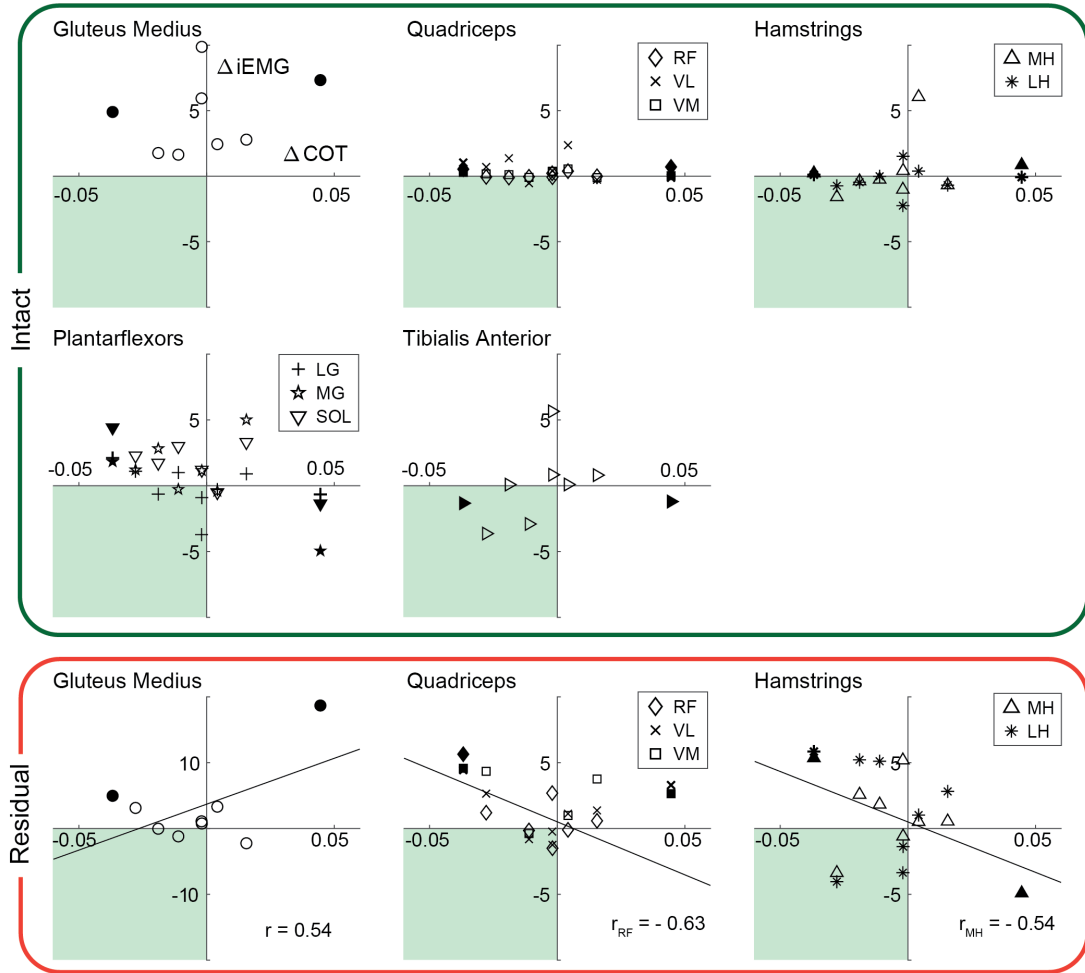 Intact
Gluteus Medius
Δ iEMG
5
Δ COT
-0.05
0.05
-5
Quadriceps
RF
VL
VM
5
-0.05
0.05
-5
Hamstrings
MH
LH
5
-0.05
0.05
-5
Plantarflexors
LG
MG
SOL
5
-0.05
0.05
-5
Tibialis Anterior
5
-0.05
0.05
-5
Residual
Gluteus Medius
10
-0.05
0.05
-10
r = 0.54
Quadriceps
RF
VL
VM
5
-0.05
0.05
-5
r_RF = - 0.63
Hamstrings
MH
LH
5
-0.05
0.05
-5
r_MH = - 0.54